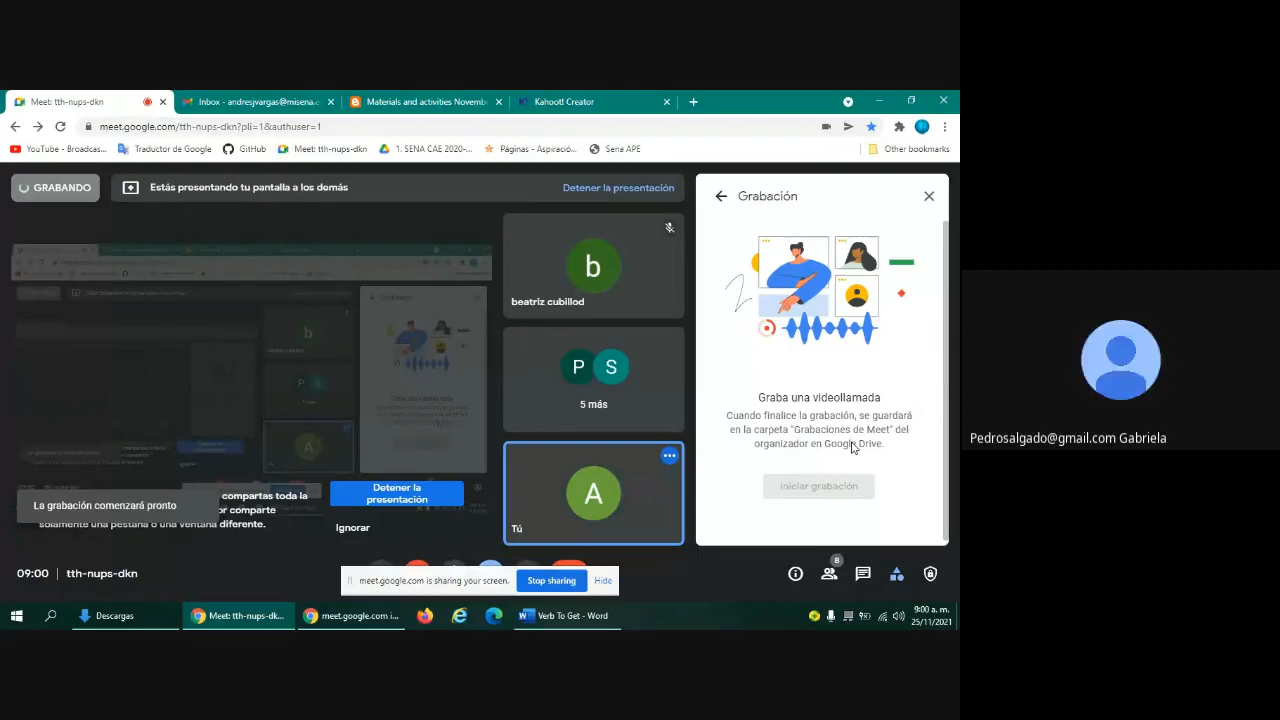 Meet: tth-nups-dkn
Inbox - andresjvargas@misena.e
Materials and activities Novemb
Kahoot! Creator
meet.google.com/tth-nups-dkn?pli=1&authuser=1
YouTube - Broadcas...
Traductor de Google
GitHub
Meet: tth-nups-dkn
1. SENA CAE 2020-...
Páginas - Aspiració...
Sena APE
Other bookmarks
GRABANDO
Estás presentando tu pantalla a los demás
Detener la presentación
b
beatriz cubillod
P
S
5 más
A
Tú
La grabación comenzará pronto
compartas toda la
or comparte
solamente una pestaña o una ventana diferente.
Detener la
presentación
Ignorar
Grabación
Graba una videollamada
Cuando finalice la grabación, se guardará
en la carpeta "Grabaciones de Meet" del
organizador en Google Drive.
Iniciar grabación
Pedrosalgado@gmail.com Gabriela
09:00 | tth-nups-dkn
meet.google.com is sharing your screen.
Stop sharing
Hide
8
Descargas
Meet: tth-nups-dk...
meet.google.com i...
Verb To Get - Word
9:00 a. m.
25/11/2021